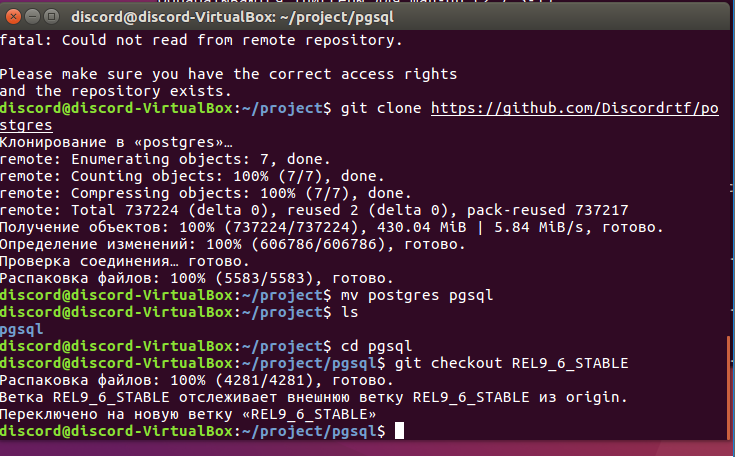 discord@discord-VirtualBox: ~/project/pgsql
fatal: Could not read from remote repository.
Please make sure you have the correct access rights
and the repository exists.
discord@discord-VirtualBox:~/project$ git clone https://github.com/Discordrtf/po
stgres
Клонирование в «postgres»…
remote: Enumerating objects: 7, done.
remote: Counting objects: 100% (7/7), done.
remote: Compressing objects: 100% (7/7), done.
remote: Total 737224 (delta 0), reused 2 (delta 0), pack-reused 737217
Получение объектов: 100% (737224/737224), 430.04 MiB | 5.84 MiB/s, готово.
Определение изменений: 100% (606786/606786), готово.
Проверка соединения… готово.
Распаковка файлов: 100% (5583/5583), готово.
discord@discord-VirtualBox:~/project$ mv postgres pgsql
discord@discord-VirtualBox:~/project$ ls
pgsql
discord@discord-VirtualBox:~/project$ cd pgsql
discord@discord-VirtualBox:~/project/pgsql$ git checkout REL9_6_STABLE
Распаковка файлов: 100% (4281/4281), готово.
Ветка REL9_6_STABLE отслеживает внешнюю ветку REL9_6_STABLE из origin.
Переключено на новую ветку «REL9_6_STABLE»
discord@discord-VirtualBox:~/project/pgsql$